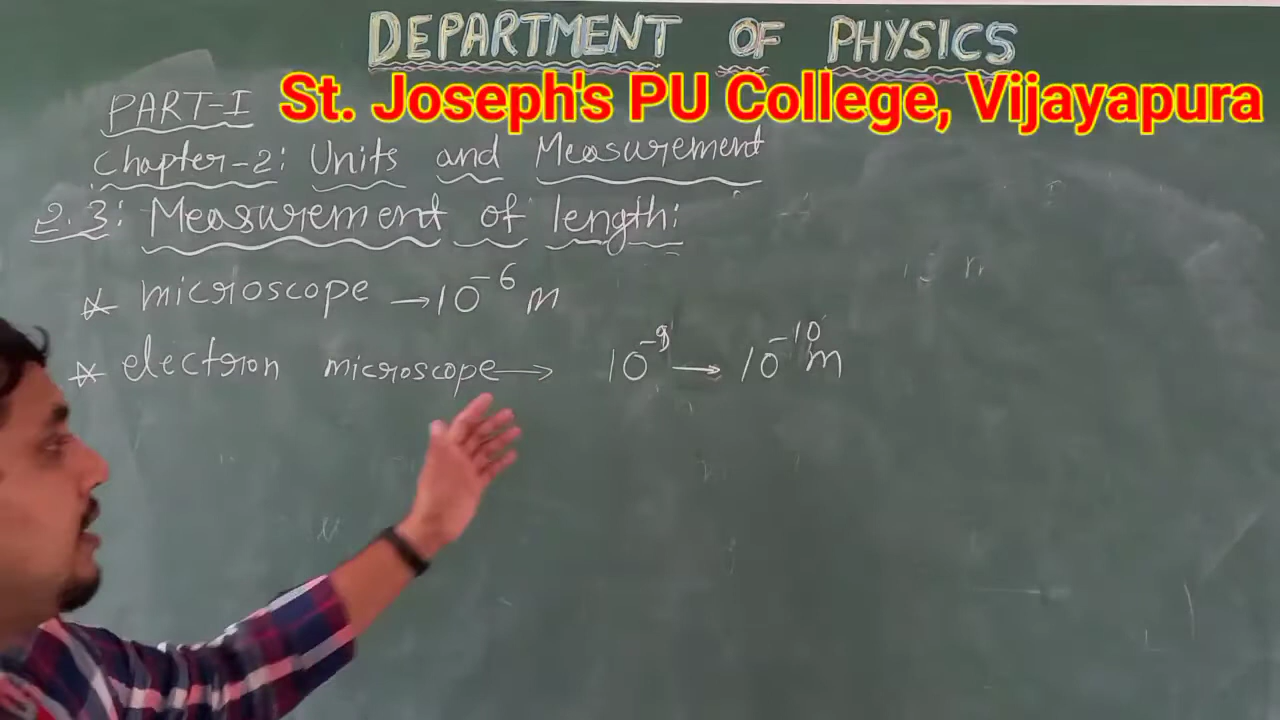 DEPARTMENT OF PHYSICS
St. Joseph's PU College, Vijayapura
PART-I
Chapter-2: Units and Measurement
2.3: Measurement of length:
* microscope → 10⁻⁶ m
* electron microscope → 10⁻⁹ → 10⁻¹⁰ m